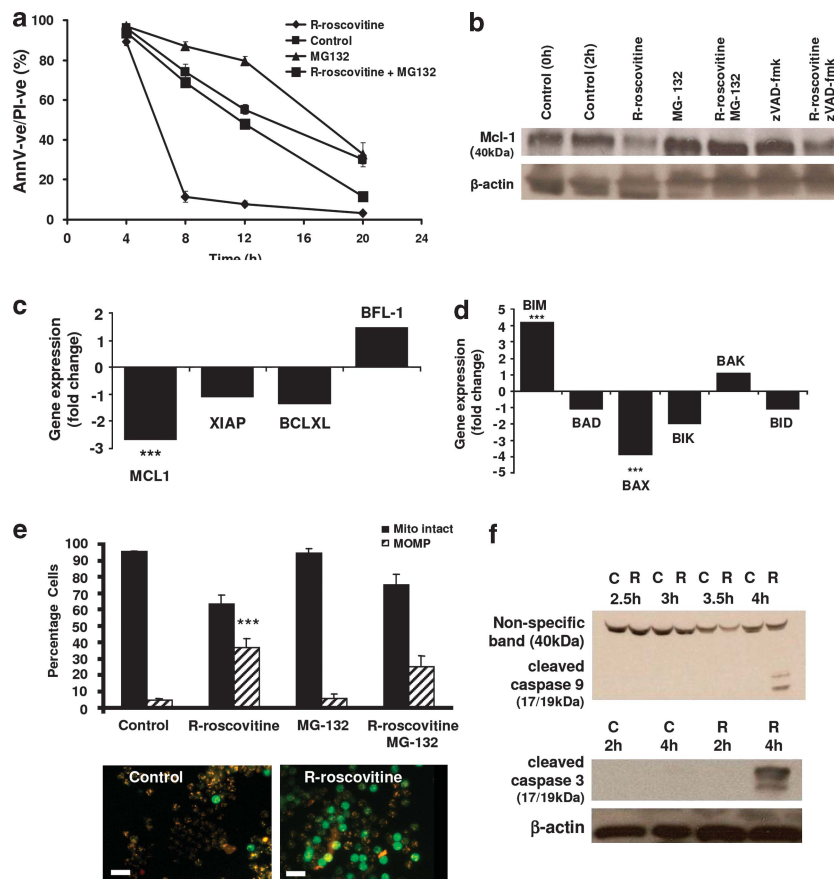 a
100
80
60
40
20
0
AnnV-ve/PI-ve (%)
0 4 8 12 16 20 24
R-roscovitine
Control
MG132
R-roscovitine + MG132
b
Control (0h)
Control (2h)
R-roscovitine
MG-132
R-roscovitine
MG-132
zVAD-fmk
R-roscovitine
zVAD-fmk
Mcl-1
(40kDa)
β-actin
c
Gene expression
(fold change)
2
1
0
-1
-2
-3
BFL-1
XIAP
BCLXL
***
MCL1
d
Gene expression
(fold change)
5
4
3
2
1
0
-1
-2
-3
-4
-5
BIM
***
BAK
BAD
BIK
BID
***
BAX
e
Mito intact
MOMP
Percentage Cells
100
90
80
70
60
50
40
30
20
10
0
***
Control
R-roscovitine
MG-132
R-roscovitine
MG-132
Control
R-roscovitine
f
C R C R C R C R
2.5h 3h 3.5h 4h
Non-specific
band (40kDa)
cleaved
caspase 9
(17/19kDa)
C C R R
2h 4h 2h 4h
cleaved
caspase 3
(17/19kDa)
β-actin